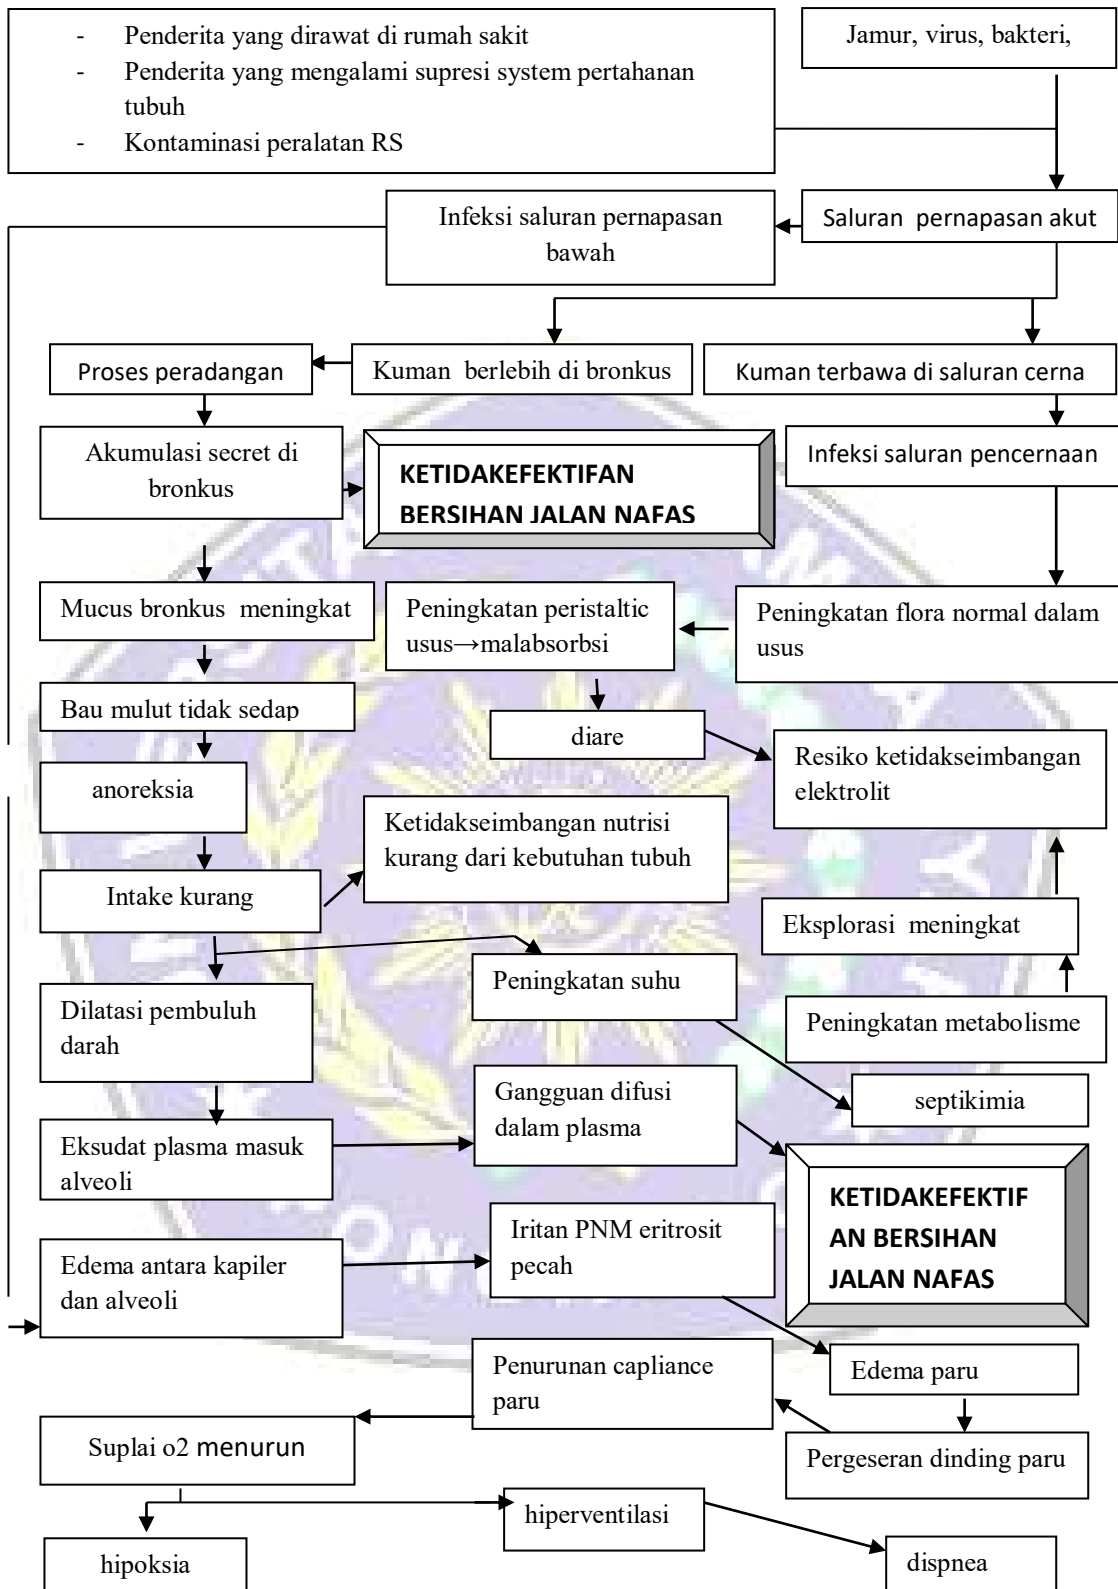 - Penderita yang dirawat di rumah sakit
- Penderita yang mengalami supresi system pertahanan
tubuh
- Kontaminasi peralatan RS
Jamur, virus, bakteri,
Infeksi saluran pernapasan
bawah
Saluran pernapasan akut
Proses peradangan
Kuman berlebih di bronkus
Kuman terbawa di saluran cerna
Akumulasi secret di
bronkus
KETIDAKEFEKTIFAN
BERSIHAN JALAN NAFAS
Infeksi saluran pencernaan
Mucus bronkus meningkat
Peningkatan peristaltic
usus→malabsorbsi
Peningkatan flora normal dalam
usus
Bau mulut tidak sedap
diare
Resiko ketidakseimbangan
elektrolit
anoreksia
Ketidakseimbangan nutrisi
kurang dari kebutuhan tubuh
Intake kurang
Eksplorasi meningkat
Peningkatan suhu
Dilatasi pembuluh
darah
Peningkatan metabolisme
septikimia
Gangguan difusi
dalam plasma
Eksudat plasma masuk
alveoli
KETIDAKEFEKTIF
AN BERSIHAN
JALAN NAFAS
Iritan PNM eritrosit
pecah
Edema antara kapiler
dan alveoli
Penurunan capliance
paru
Edema paru
Suplai o2 menurun
Pergeseran dinding paru
hiperventilasi
hipoksia
dispnea